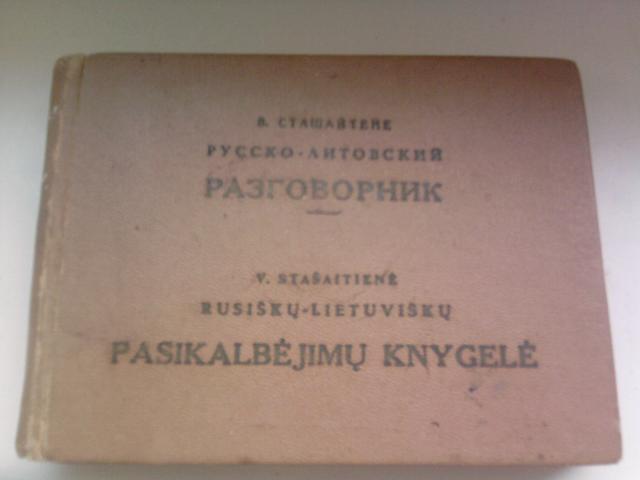 В. СТАШАЙТЕНЕ
РУССКО-ЛИТОВСКИЙ
РАЗГОВОРНИК
V. STAŠAITIENĖ
RUSIŠKŲ-LIETUVIŠKŲ
PASIKALBĖJIMŲ KNYGELĖ